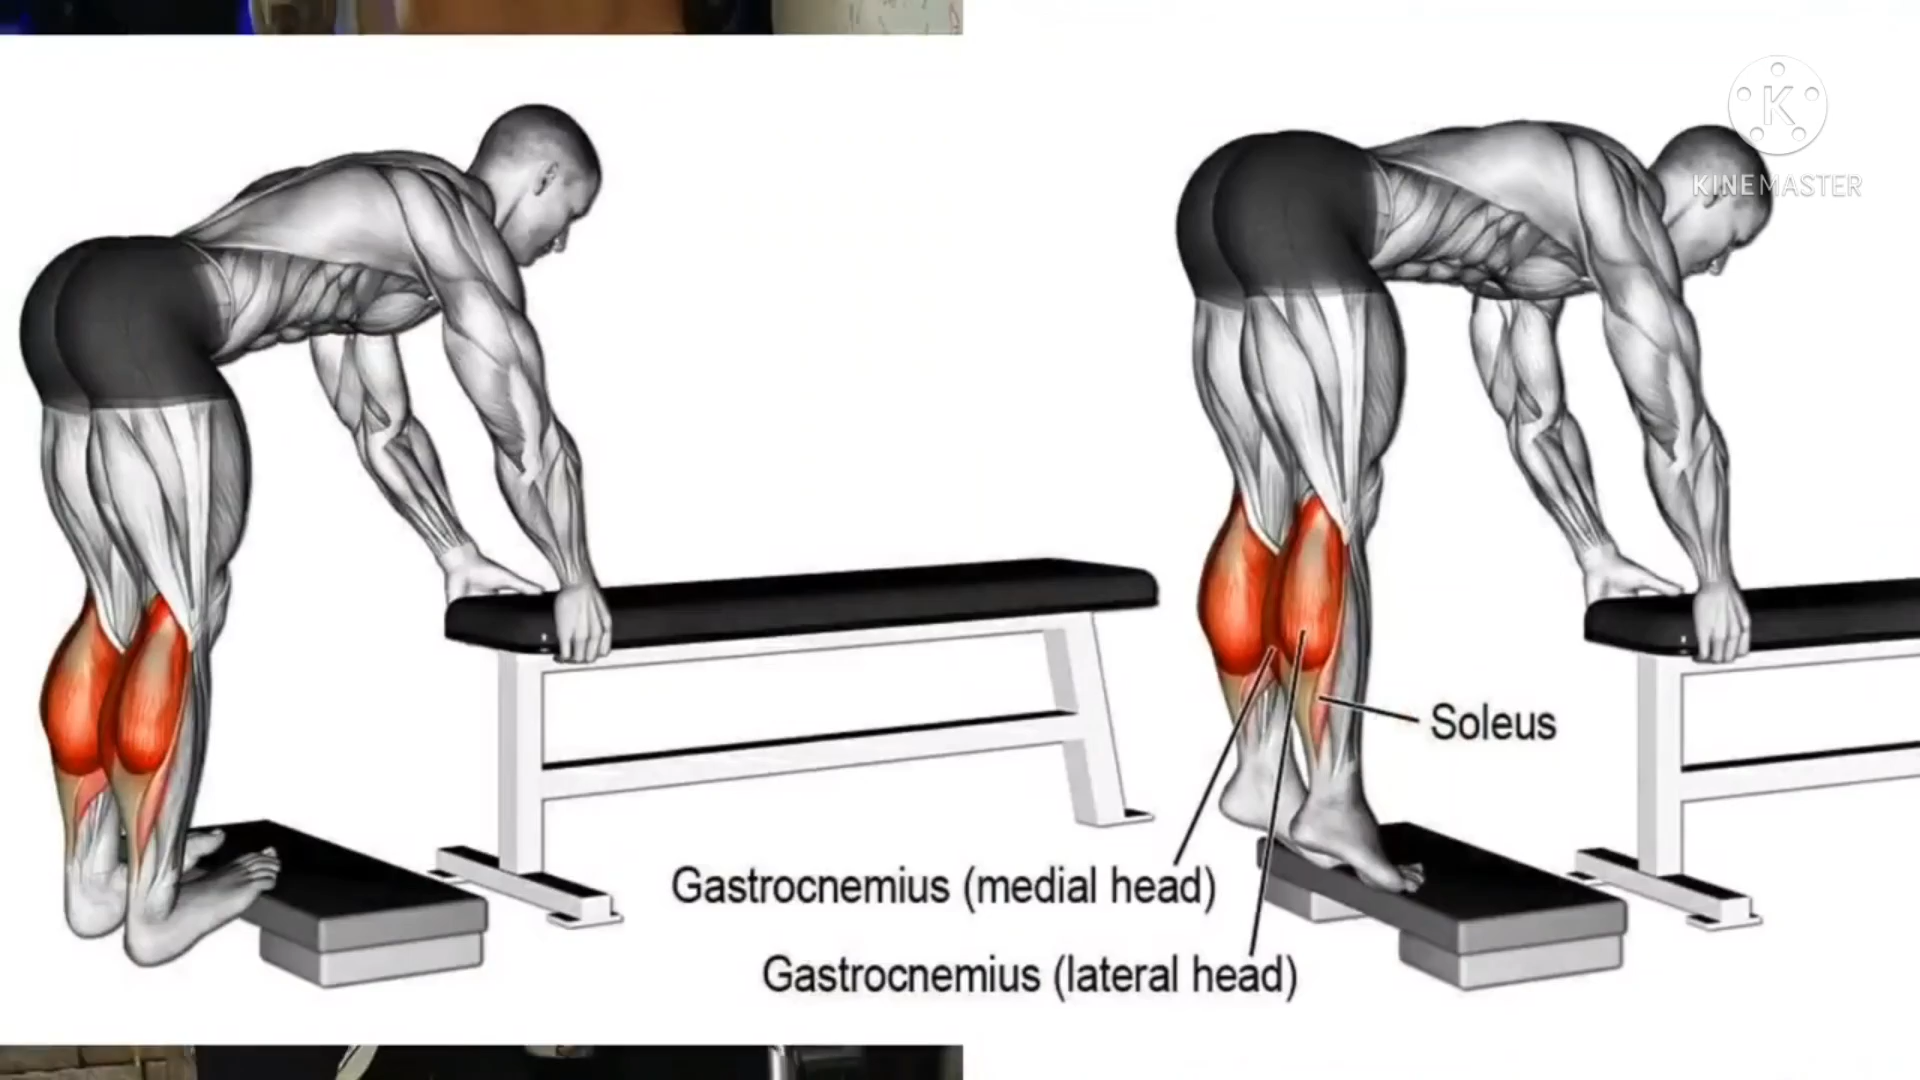 K
KINEMASTER
Soleus
Gastrocnemius (medial head)
Gastrocnemius (lateral head)